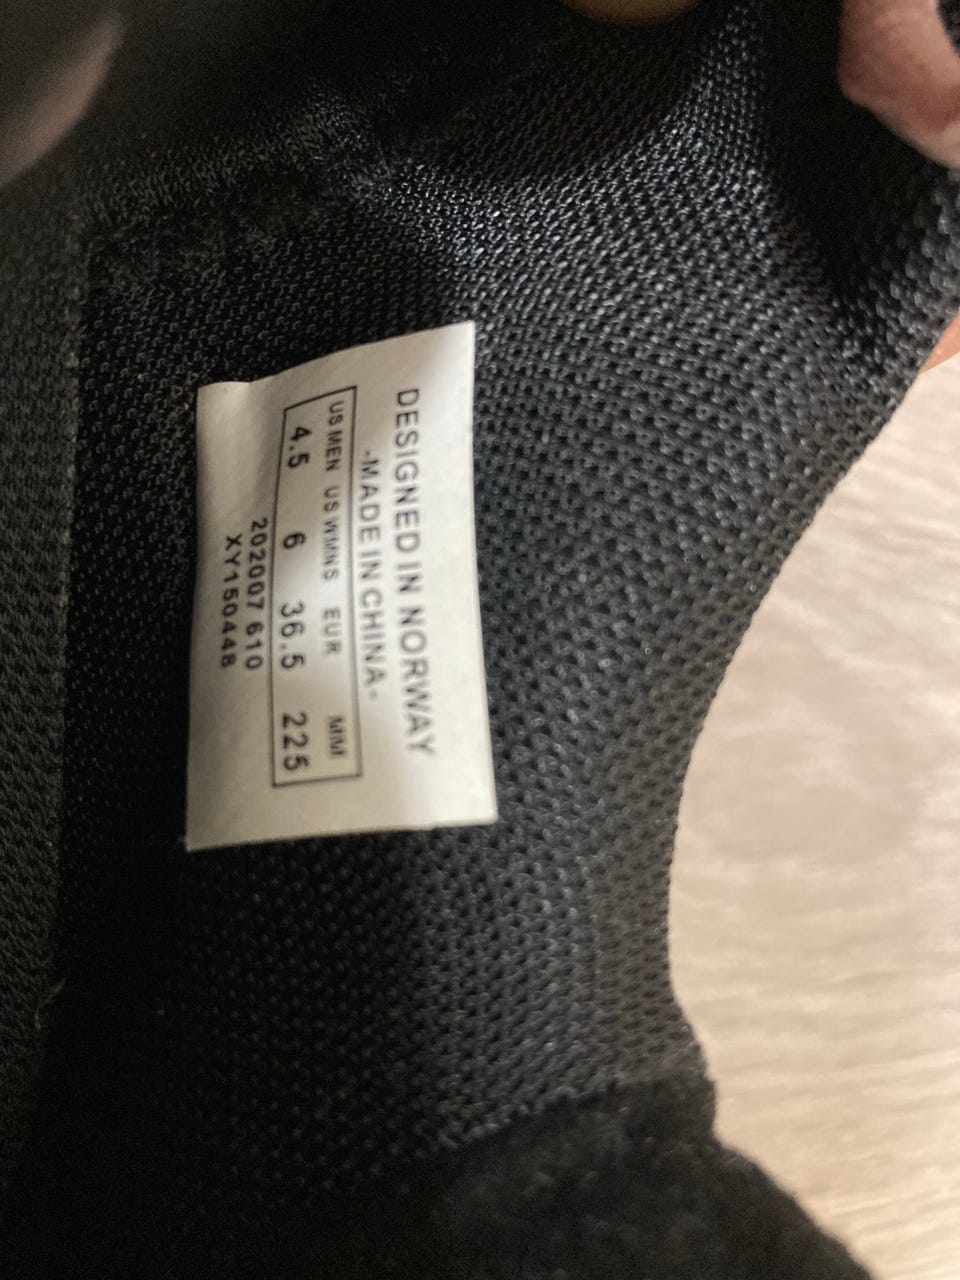 DESIGNED IN NORWAY
-MADE IN CHINA-
US MEN US WMNS EUR MM
4.5 6 36.5 225
202007 610
XY150448